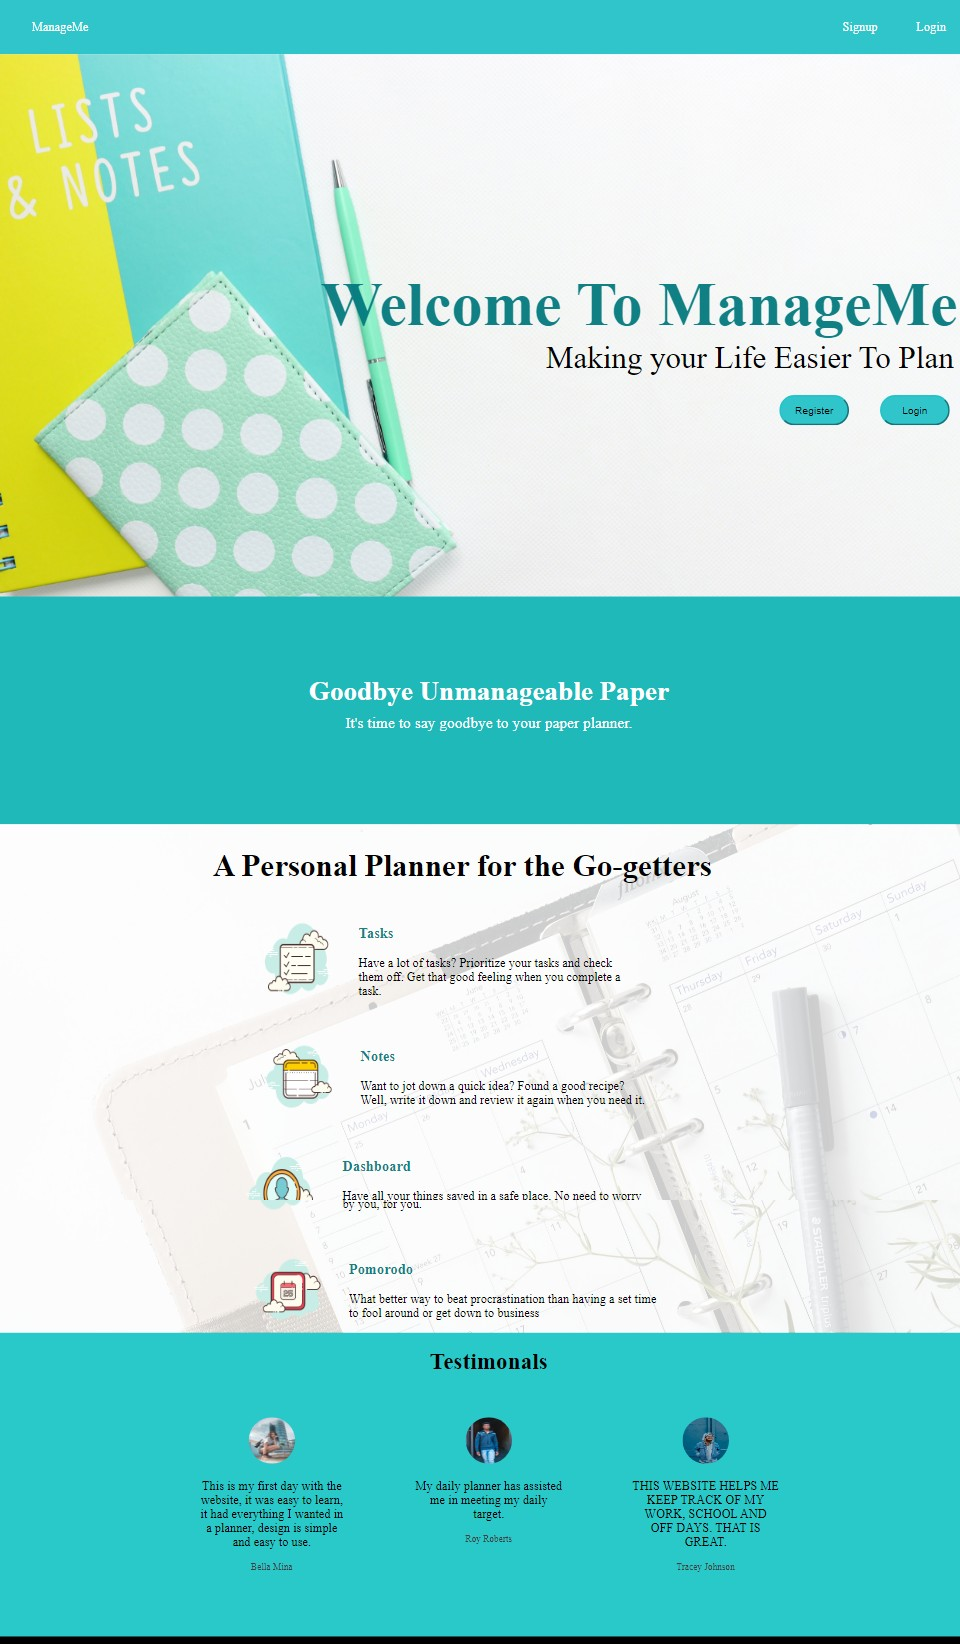 ManageMe
Signup
Login
LISTS
& NOTES
Welcome To ManageMe
Making your Life Easier To Plan
Register
Login
Goodbye Unmanageable Paper
It's time to say goodbye to your paper planner.
A Personal Planner for the Go-getters
August
Sunday
Saturday
Friday
Thursday
Tasks
Have a lot of tasks? Prioritize your tasks and check
them off. Get that good feeling when you complete a
task.
Notes
Want to jot down a quick idea? Found a good recipe?
Well, write it down and review it again when you need it.
Wednesday
Monday
Dashboard
Have all your things saved in a safe place. No need to worry
by you, for you.
STAEDTLER
Pomorodo
What better way to beat procrastination than having a set time
to fool around or get down to business
Testimonals
This is my first day with the
website, it was easy to learn,
it had everything I wanted in
a planner, design is simple
and easy to use.
Bella Mina
My daily planner has assisted
me in meeting my daily
target.
Roy Roberts
THIS WEBSITE HELPS ME
KEEP TRACK OF MY
WORK, SCHOOL AND
OFF DAYS. THAT IS
GREAT.
Tracey Johnson